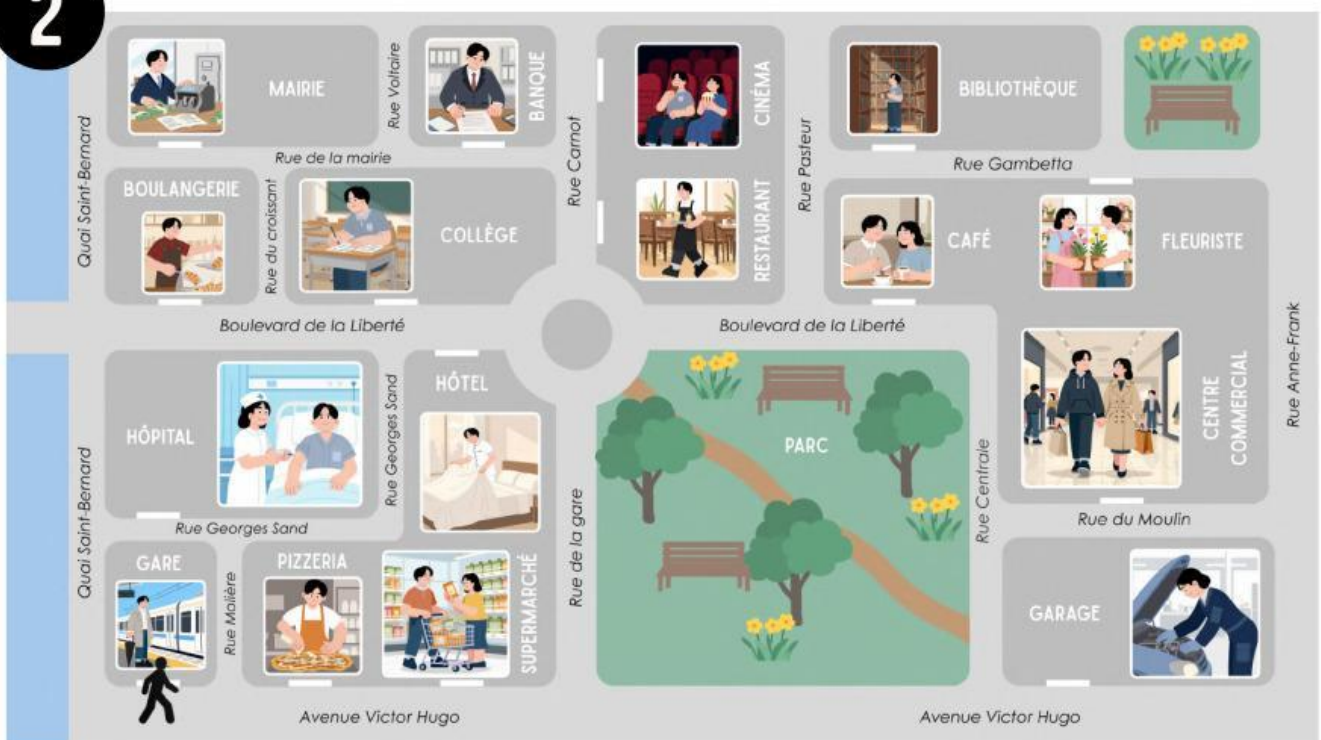 2
MAIRIE
Rue Voltaire
BANQUE
CINÉMA
BIBLIOTHÈQUE
Quai Saint-Bernard
Rue de la mairie
Rue Carnot
Rue Pasteur
Rue Gambetta
BOULANGERIE
Rue du croissant
COLLÈGE
RESTAURANT
CAFÉ
FLEURISTE
Boulevard de la Liberté
Boulevard de la Liberté
Rue Anne-Frank
HÔPITAL
Rue Georges Sand
HÔTEL
PARC
CENTRE
COMMERCIAL
Quai Saint-Bernard
Rue Georges Sand
Rue de la gare
Rue Centrale
Rue du Moulin
GARE
Rue Molière
PIZZERIA
SUPERMARCHÉ
GARAGE
Avenue Victor Hugo
Avenue Victor Hugo